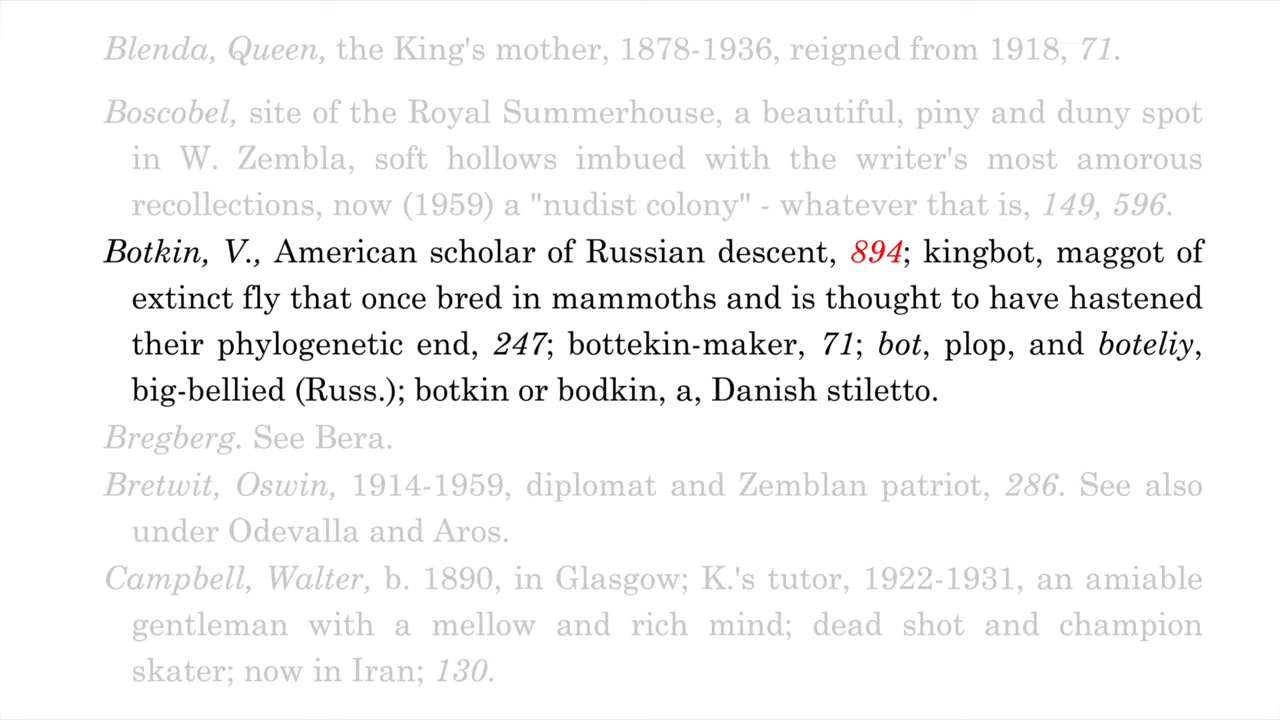 Blenda, Queen, the King's mother, 1878-1936, reigned from 1918, 71.
Boscobel, site of the Royal Summerhouse, a beautiful, piny and duny spot
in W. Zembla, soft hollows imbued with the writer's most amorous
recollections, now (1959) a "nudist colony" - whatever that is, 149, 596.
Botkin, V., American scholar of Russian descent, 894; kingbot, maggot of
extinct fly that once bred in mammoths and is thought to have hastened
their phylogenetic end, 247; bottekin-maker, 71; bot, plop, and boteliy,
big-bellied (Russ.); botkin or bodkin, a, Danish stiletto.
Bregberg. See Bera.
Bretwit, Oswin, 1914-1959, diplomat and Zemblan patriot, 286. See also
under Odevalla and Aros.
Campbell, Walter, b. 1890, in Glasgow; K.'s tutor, 1922-1931, an amiable
gentleman with a mellow and rich mind; dead shot and champion
skater; now in Iran; 130.